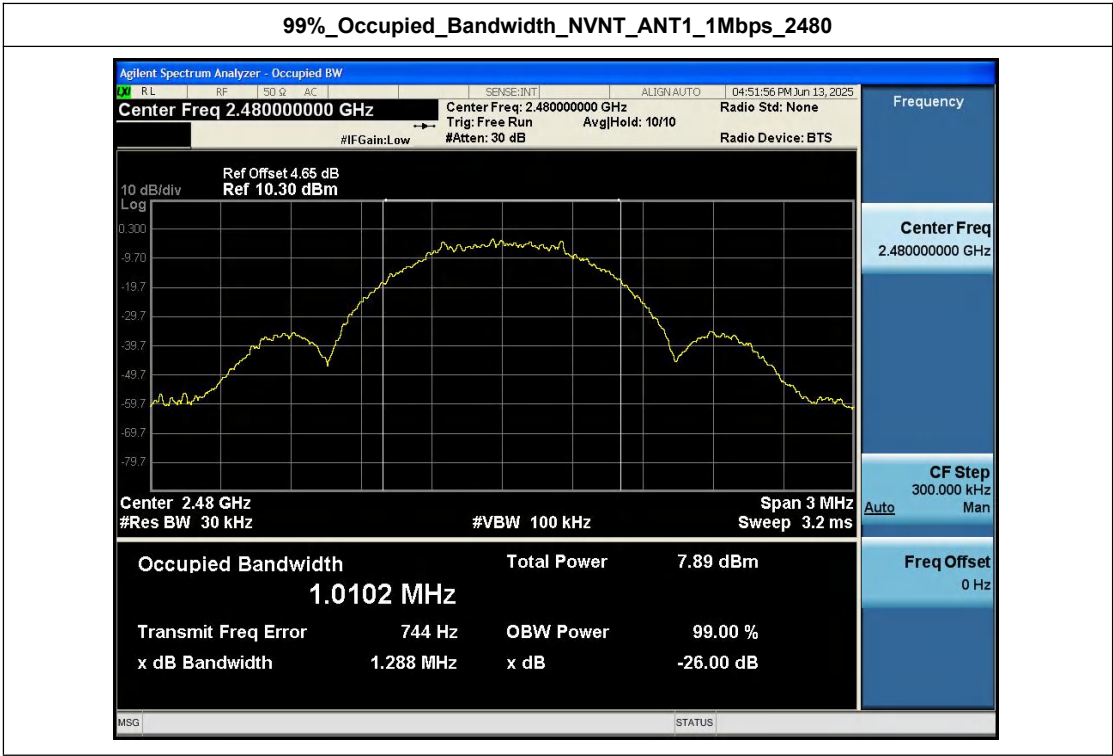 99%_Occupied_Bandwidth_NVNT_ANT1_1Mbps_2480
Agilent Spectrum Analyzer - Occupied BW
LXI RL RF 50 Ω AC SENSE:INT ALIGN AUTO 04:51:56 PM Jun 13, 2025
Center Freq 2.480000000 GHz
Center Freq: 2.480000000 GHz Radio Std: None
Trig: Free Run Avg|Hold: 10/10
#IFGain:Low #Atten: 30 dB Radio Device: BTS
Ref Offset 4.65 dB
10 dB/div Ref 10.30 dBm
Log
0.300
-9.70
-19.7
-29.7
-39.7
-49.7
-59.7
-69.7
-79.7
Center 2.48 GHz Span 3 MHz
#Res BW 30 kHz #VBW 100 kHz Sweep 3.2 ms
Occupied Bandwidth Total Power 7.89 dBm
1.0102 MHz
Transmit Freq Error 744 Hz OBW Power 99.00 %
x dB Bandwidth 1.288 MHz x dB -26.00 dB
Frequency
Center Freq
2.480000000 GHz
CF Step
300.000 kHz
Auto Man
Freq Offset
0 Hz
MSG STATUS